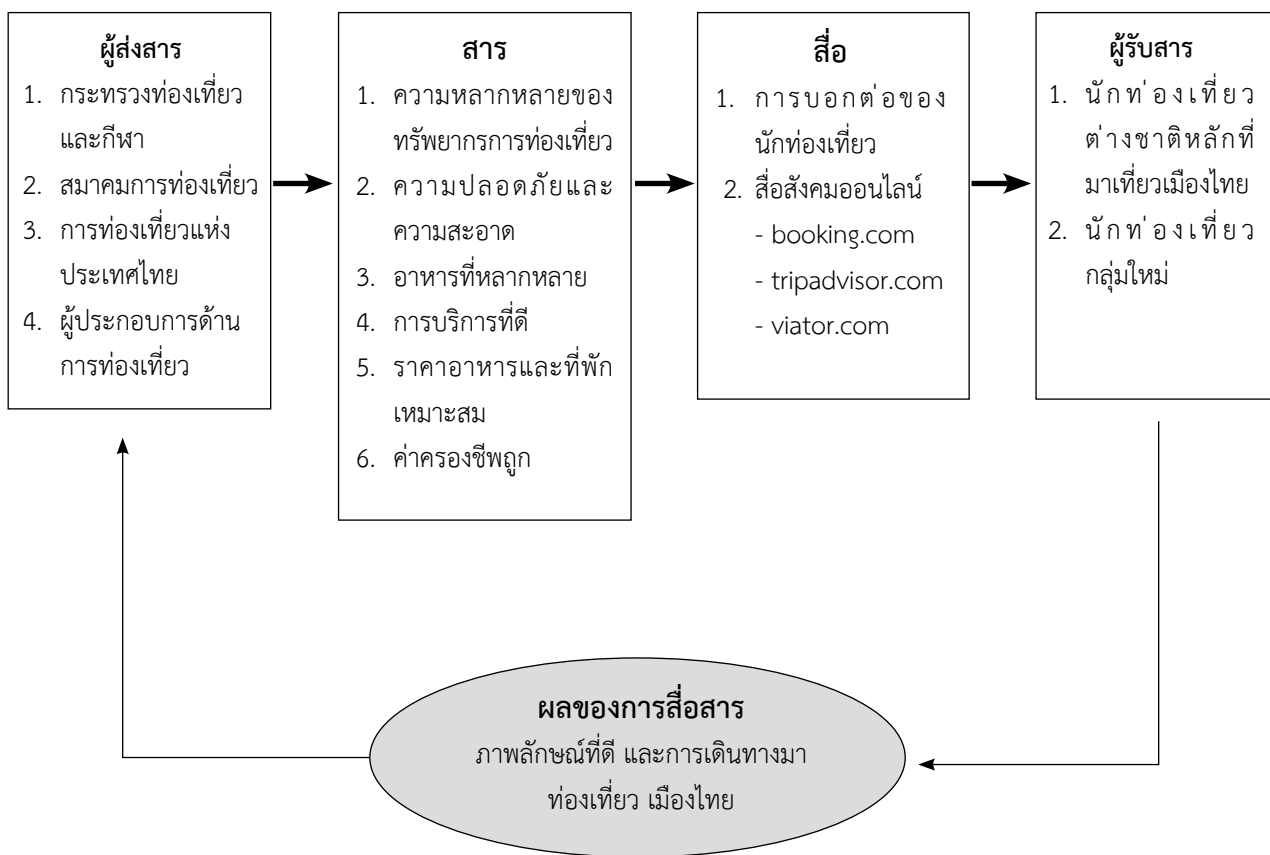 ผู้ส่งสาร
1. กระทรวงท่องเที่ยว
และกีฬา
2. สมาคมการท่องเที่ยว
3. การท่องเที่ยวแห่ง
ประเทศไทย
4. ผู้ประกอบการด้าน
การท่องเที่ยว
สาร
1. ความหลากหลายของ
ทรัพยากรการท่องเที่ยว
2. ความปลอดภัยและ
ความสะอาด
3. อาหารที่หลากหลาย
4. การบริการที่ดี
5. ราคาอาหารและที่พัก
เหมาะสม
6. ค่าครองชีพถูก
สื่อ
1. การบอกต่อของ
นักท่องเที่ยว
2. สื่อสังคมออนไลน์
- booking.com
- tripadvisor.com
- viator.com
ผู้รับสาร
1. นักท่องเที่ยว
ต่างชาติหลักที่
มาเที่ยวเมืองไทย
2. นักท่องเที่ยว
กลุ่มใหม่
ผลของการสื่อสาร
ภาพลักษณ์ที่ดี และการเดินทางมา
ท่องเที่ยว เมืองไทย